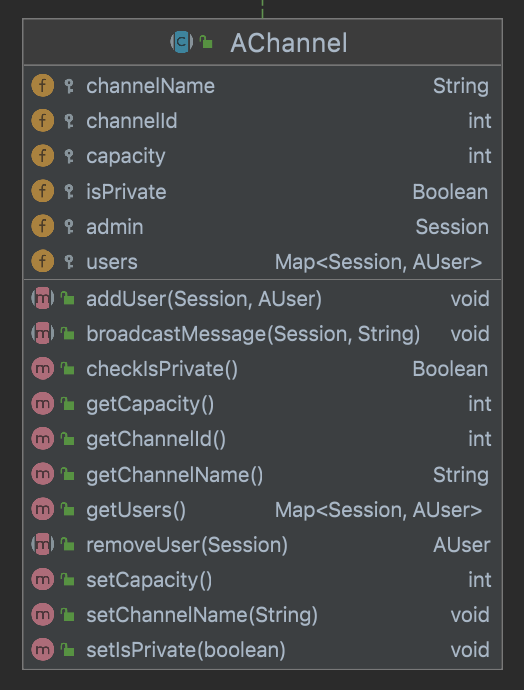 C AChannel
f channelName String
f channelId int
f capacity int
f isPrivate Boolean
f admin Session
f users Map<Session, AUser>
m addUser(Session, AUser) void
m broadcastMessage(Session, String) void
m checkIsPrivate() Boolean
m getCapacity() int
m getChannelId() int
m getChannelName() String
m getUsers() Map<Session, AUser>
m removeUser(Session) AUser
m setCapacity() int
m setChannelName(String) void
m setIsPrivate(boolean) void